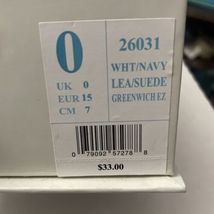 0
UK 0
EUR 15
CM 7
26031
WHT/NAVY
LEA/SUEDE
GREENWICH EZ
0 79092 57278 8
$33.00